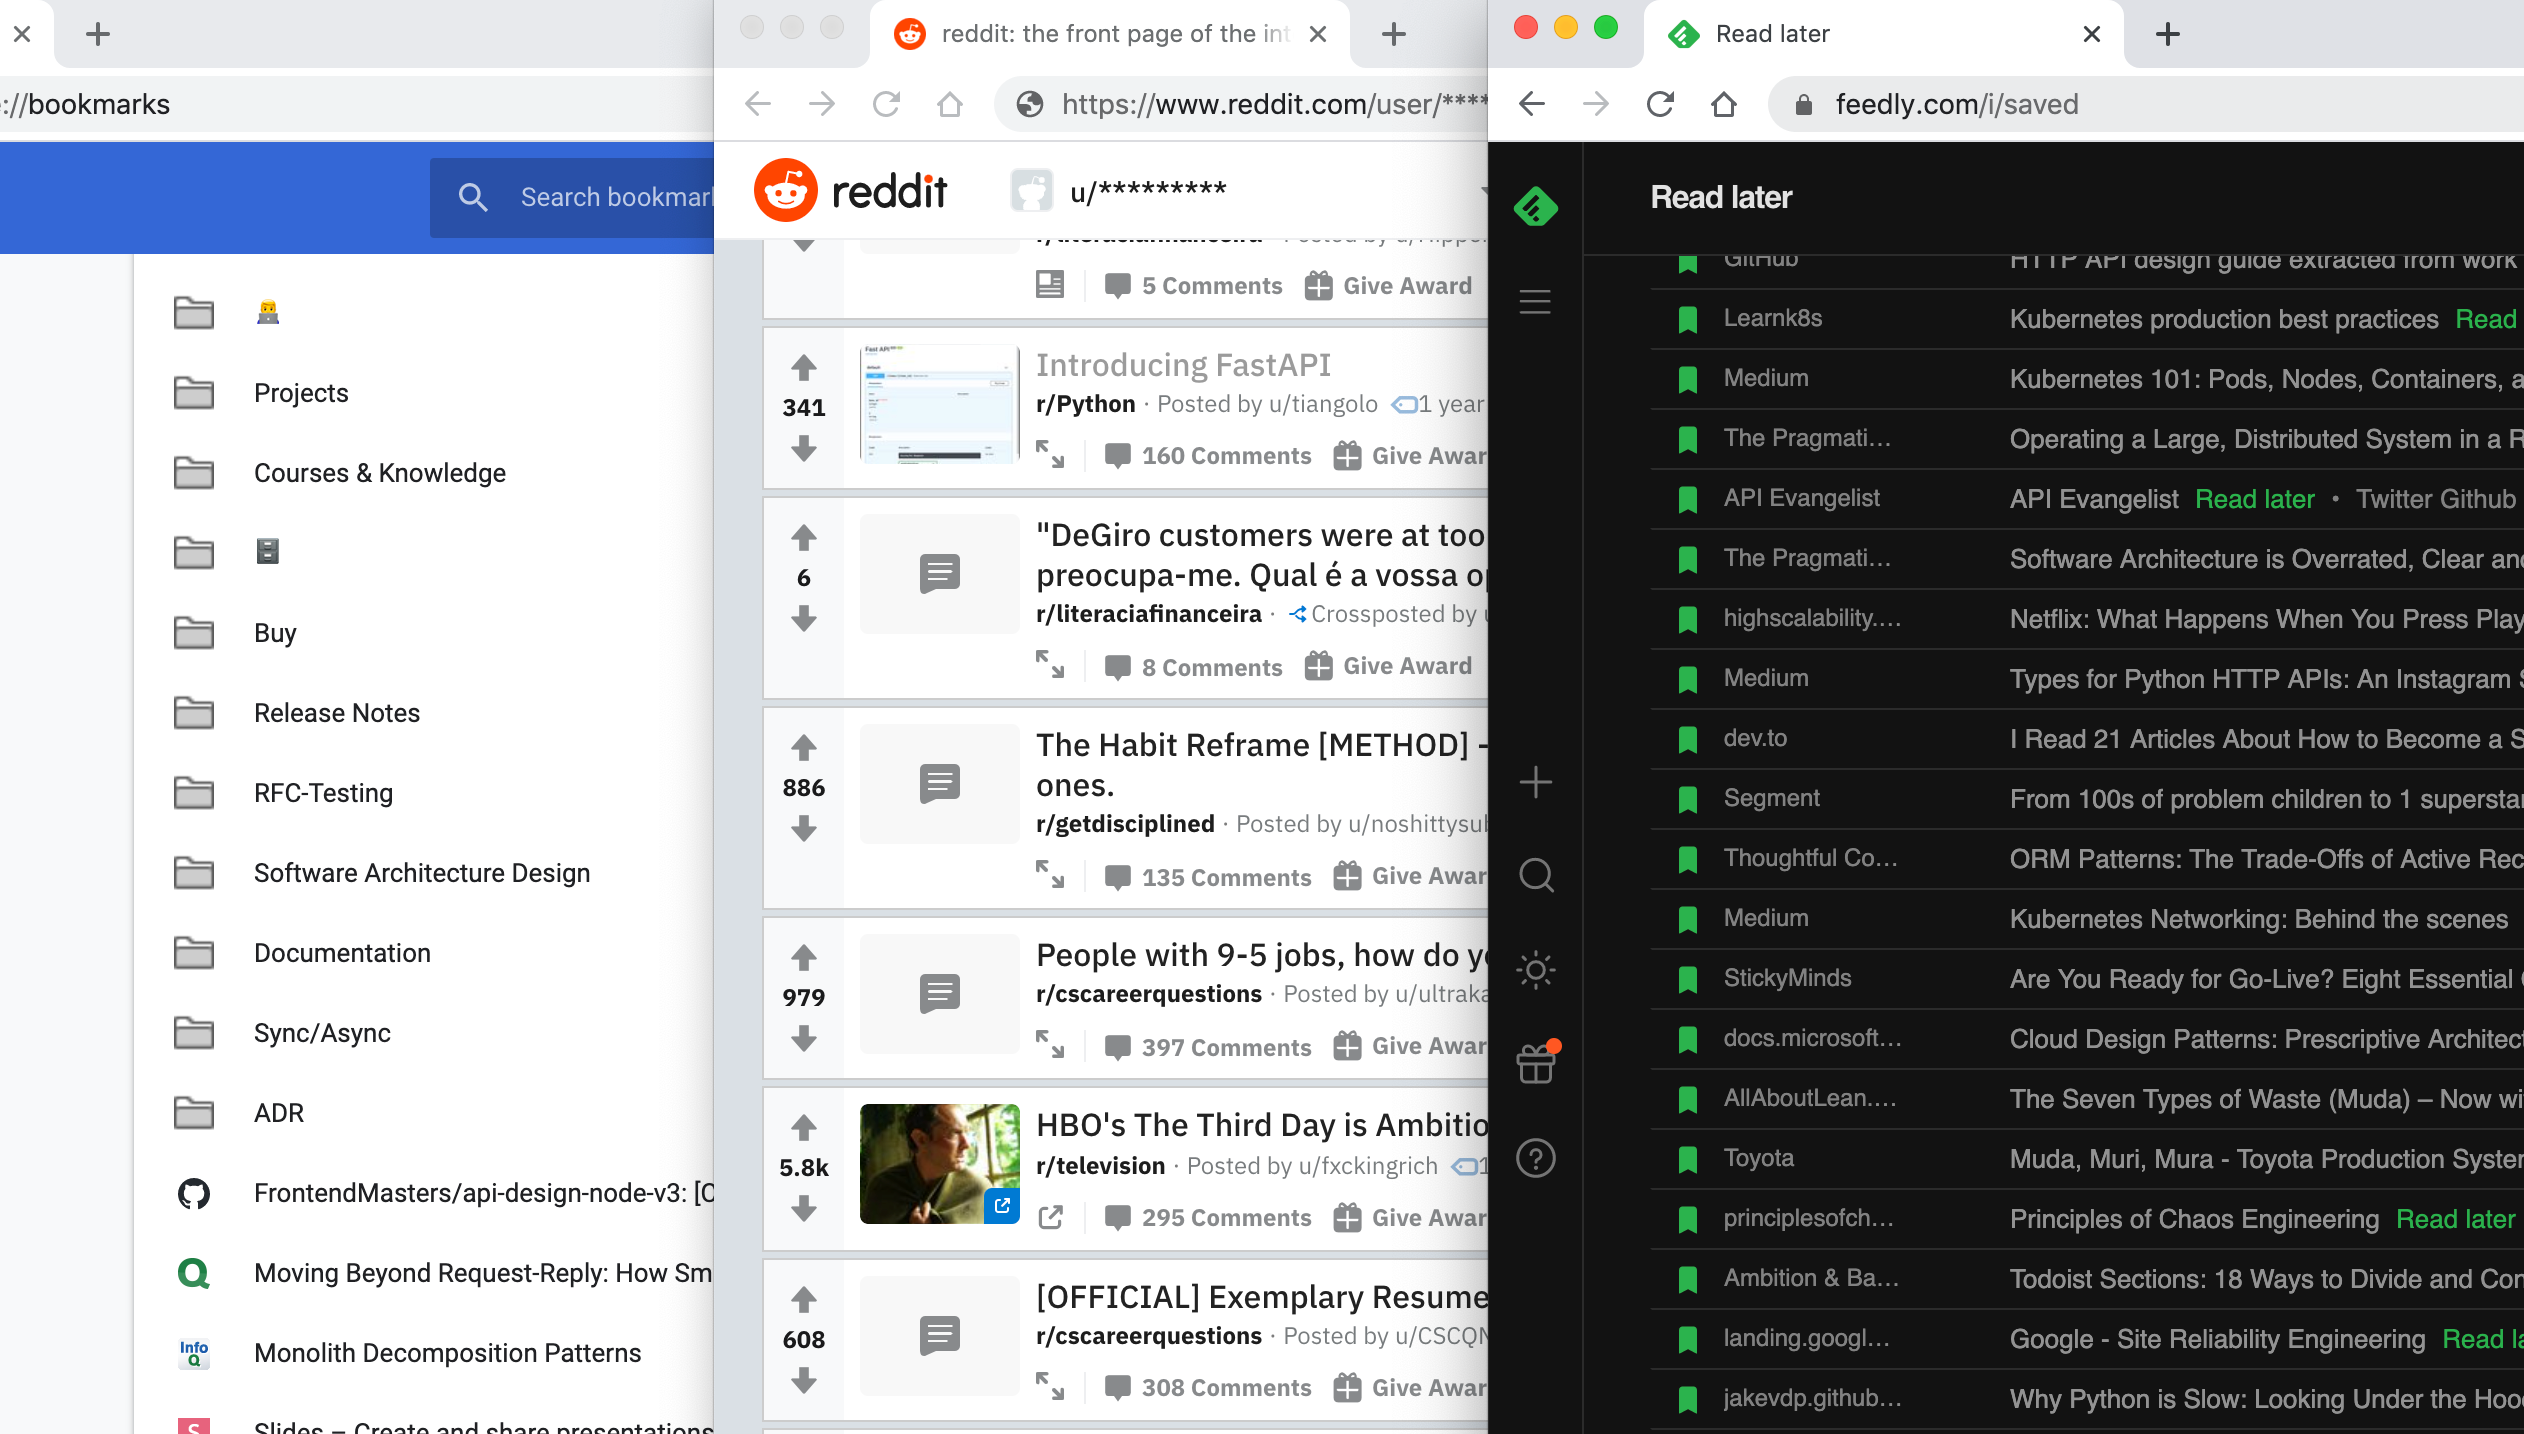 ://bookmarks
Search bookmar
Projects
Courses & Knowledge
Buy
Release Notes
RFC-Testing
Software Architecture Design
Documentation
Sync/Async
ADR
FrontendMasters/api-design-node-v3: [
Moving Beyond Request-Reply: How Sm
Info Q
Monolith Decomposition Patterns
Slides – Create and share presentations
reddit: the front page of the int
https://www.reddit.com/user/****
reddit
u/*********
5 Comments Give Award
341
Introducing FastAPI
r/Python · Posted by u/tiangolo 1 year
160 Comments Give Awar
6
"DeGiro customers were at too
preocupa-me. Qual é a vossa o
r/literaciafinanceira · Crossposted by
8 Comments Give Award
886
The Habit Reframe [METHOD] -
ones.
r/getdisciplined · Posted by u/noshittysu
135 Comments Give Awar
979
People with 9-5 jobs, how do y
r/cscareerquestions · Posted by u/ultraka
397 Comments Give Awar
5.8k
HBO's The Third Day is Ambitio
r/television · Posted by u/fxckingrich 1
295 Comments Give Awar
608
[OFFICIAL] Exemplary Resume
r/cscareerquestions · Posted by u/CSCQ
308 Comments Give Awar
Read later
feedly.com/i/saved
Read later
GitHub HTTP API design guide extracted from work
Learnk8s Kubernetes production best practices Read
Medium Kubernetes 101: Pods, Nodes, Containers, a
The Pragmati... Operating a Large, Distributed System in a R
API Evangelist API Evangelist Read later • Twitter Github
The Pragmati... Software Architecture is Overrated, Clear an
highscalability.... Netflix: What Happens When You Press Play
Medium Types for Python HTTP APIs: An Instagram S
dev.to I Read 21 Articles About How to Become a S
Segment From 100s of problem children to 1 superstar
Thoughtful Co... ORM Patterns: The Trade-Offs of Active Rec
Medium Kubernetes Networking: Behind the scenes
StickyMinds Are You Ready for Go-Live? Eight Essential
docs.microsoft... Cloud Design Patterns: Prescriptive Architect
AllAboutLean.... The Seven Types of Waste (Muda) – Now wi
Toyota Muda, Muri, Mura - Toyota Production System
principlesofch... Principles of Chaos Engineering Read later
Ambition & Ba... Todoist Sections: 18 Ways to Divide and Con
landing.googl... Google - Site Reliability Engineering Read la
jakevdp.github... Why Python is Slow: Looking Under the Hoo